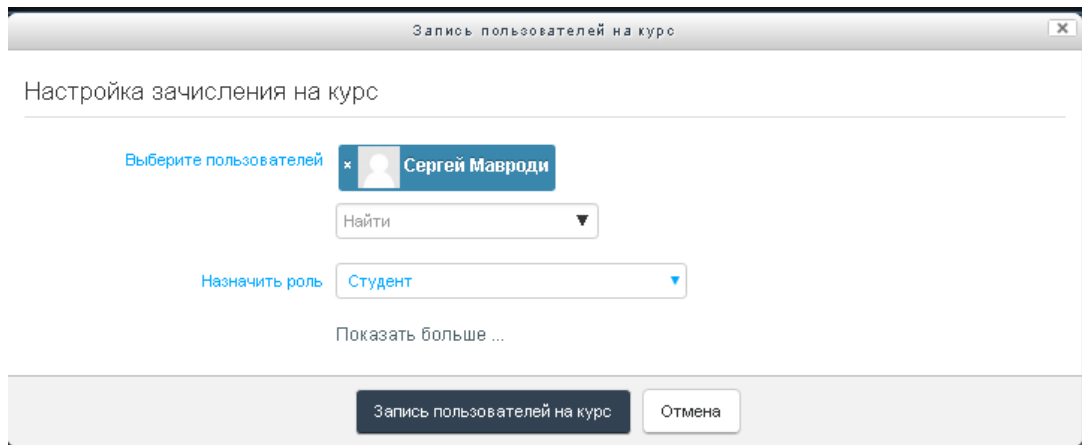 Запись пользователей на курс
Настройка зачисления на курс
Выберите пользователей × Сергей Мавроди
Найти
Назначить роль Студент
Показать больше ...
Запись пользователей на курс Отмена